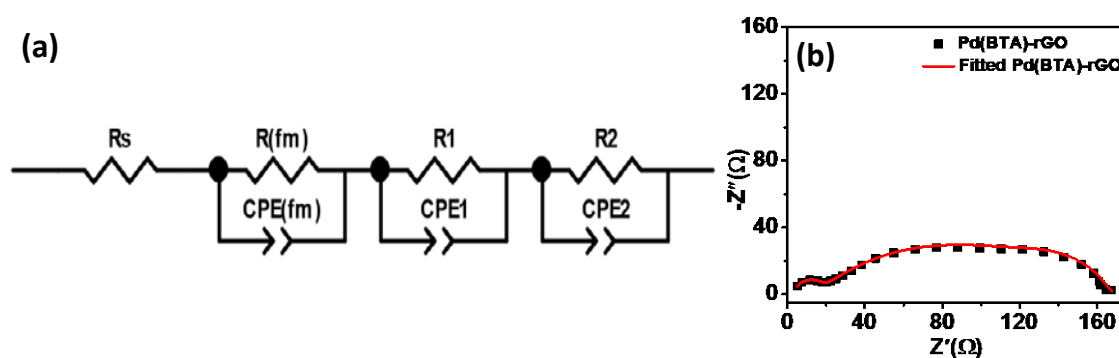 (a)
Rs
R(fm)
R1
R2
CPE(fm)
CPE1
CPE2
(b)
Pd(BTA)-rGO
Fitted Pd(BTA)-rGO
160
120
80
40
0
-Z″(Ω)
0
40
80
120
160
Z′(Ω)